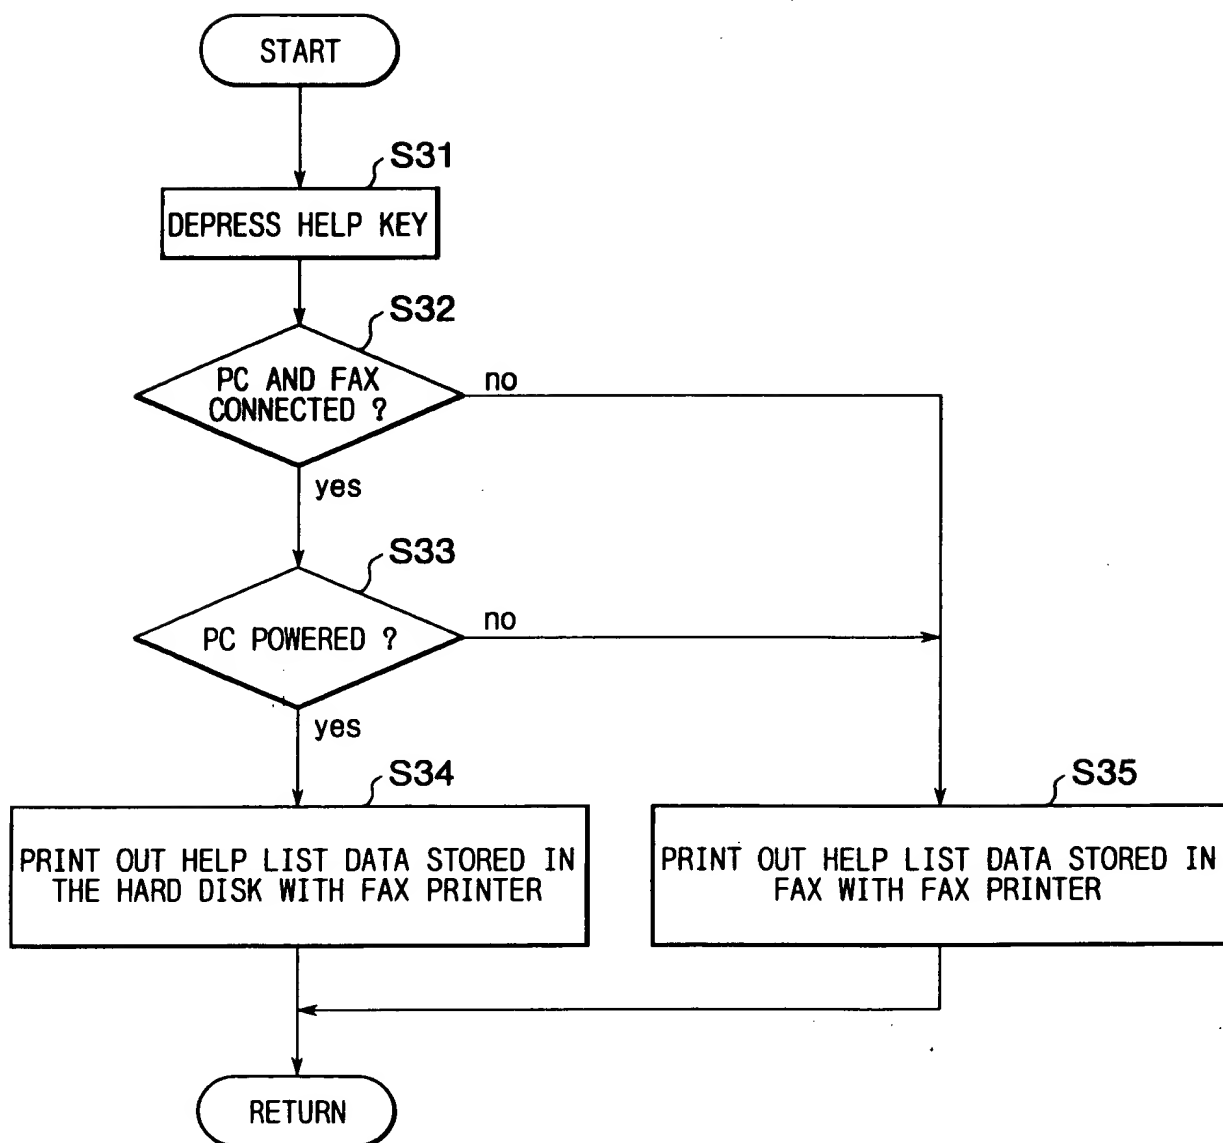 START
S31
DEPRESS HELP KEY
S32
PC AND FAX
CONNECTED ?
no
yes
S33
PC POWERED ?
no
yes
S34
PRINT OUT HELP LIST DATA STORED IN
THE HARD DISK WITH FAX PRINTER
S35
PRINT OUT HELP LIST DATA STORED IN
FAX WITH FAX PRINTER
RETURN